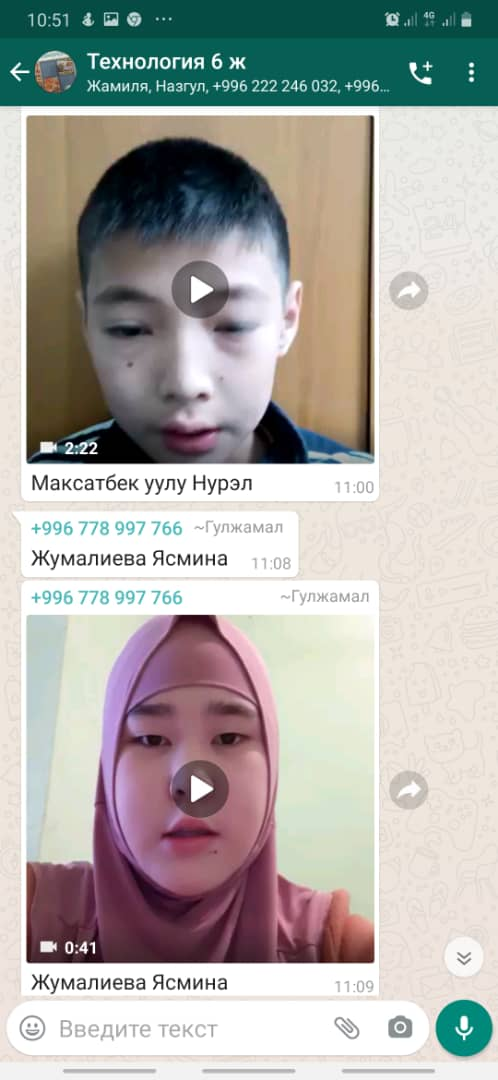 10:51
4G
Технология 6 ж
Жамиля, Назгул, +996 222 246 032, +996...
2:22
Максатбек уулу Нурэл 11:00
+996 778 997 766 ~Гулжамал
Жумалиева Ясмина 11:08
+996 778 997 766 ~Гулжамал
0:41
Жумалиева Ясмина 11:09
Введите текст